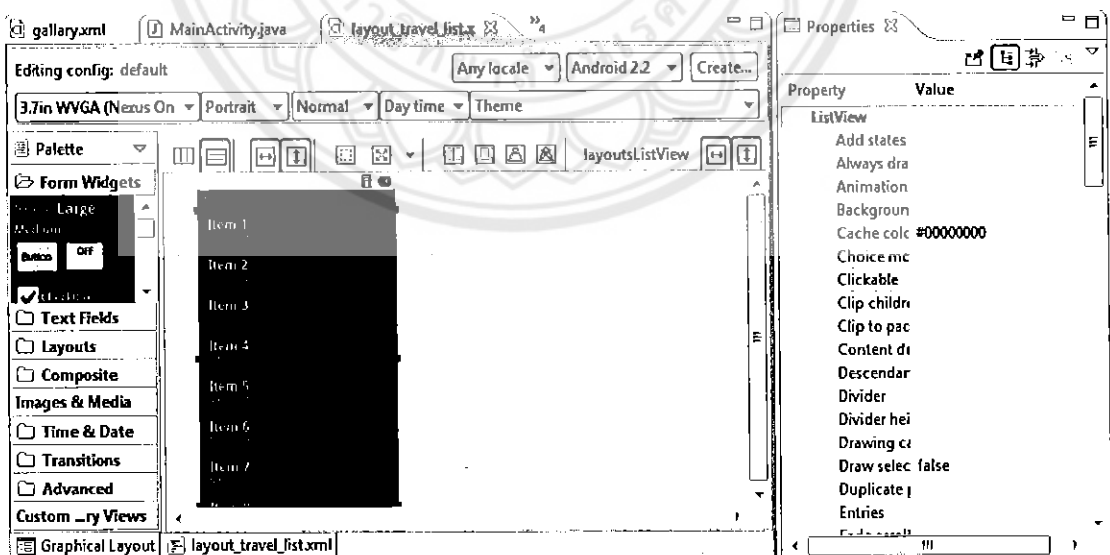 gallary.xml MainActivity.java layout_travel_list.x "4
Editing config: default Any locale Android 2.2 Create...
3.7in WVGA (Nexus On Portrait Normal Day time Theme
Palette layoutsListView
Form Widgets
Large
Medium
Button OFF
Text Fields
Layouts
Composite
Images & Media
Time & Date
Transitions
Advanced
Custom ...ry Views
Item 1
Item 2
Item 3
Item 4
Item 5
Item 6
Item 7
Graphical Layout layout_travel_list.xml
Properties
Property Value
ListView
Add states
Always dra
Animation
Backgroun
Cache colc #00000000
Choice mc
Clickable
Clip childre
Clip to pac
Content de
Descendar
Divider
Divider hei
Drawing ca
Draw selec false
Duplicate p
Entries